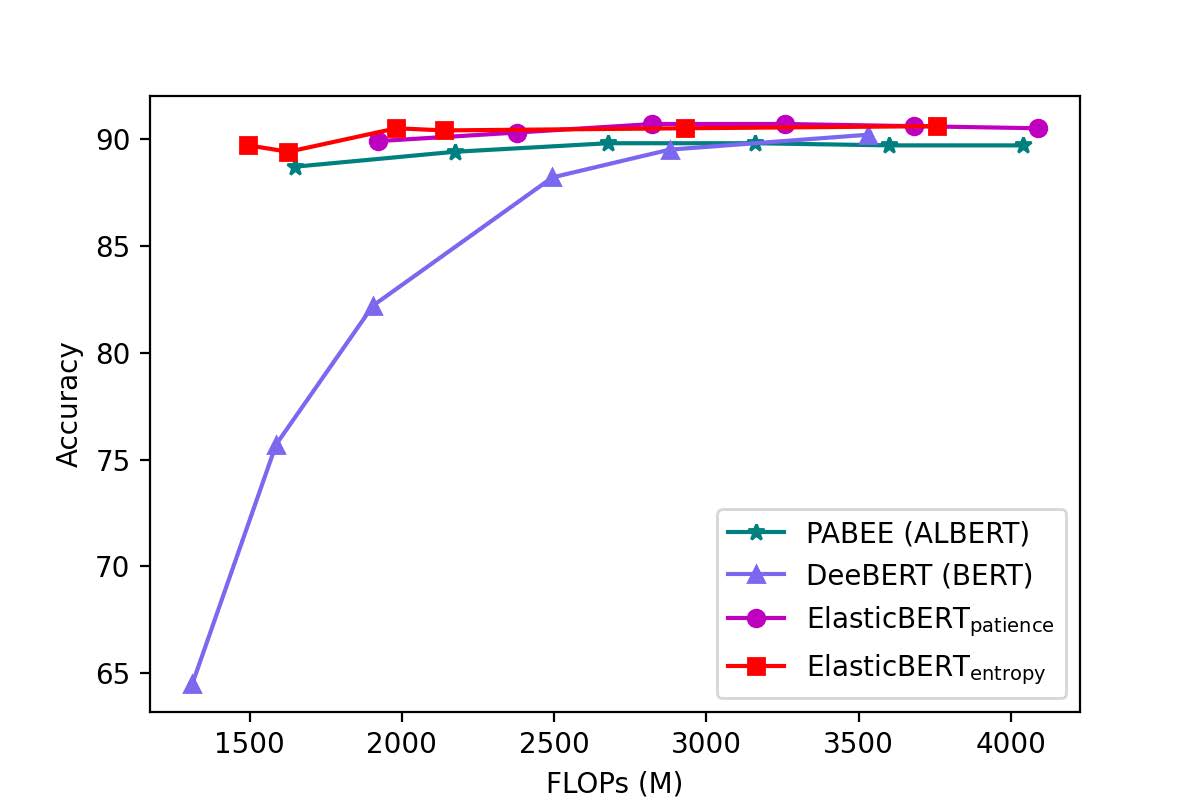 90
85
80
75
70
65
Accuracy
1500 2000 2500 3000 3500 4000
FLOPs (M)
PABEE (ALBERT)
DeeBERT (BERT)
ElasticBERTpatience
ElasticBERTentropy